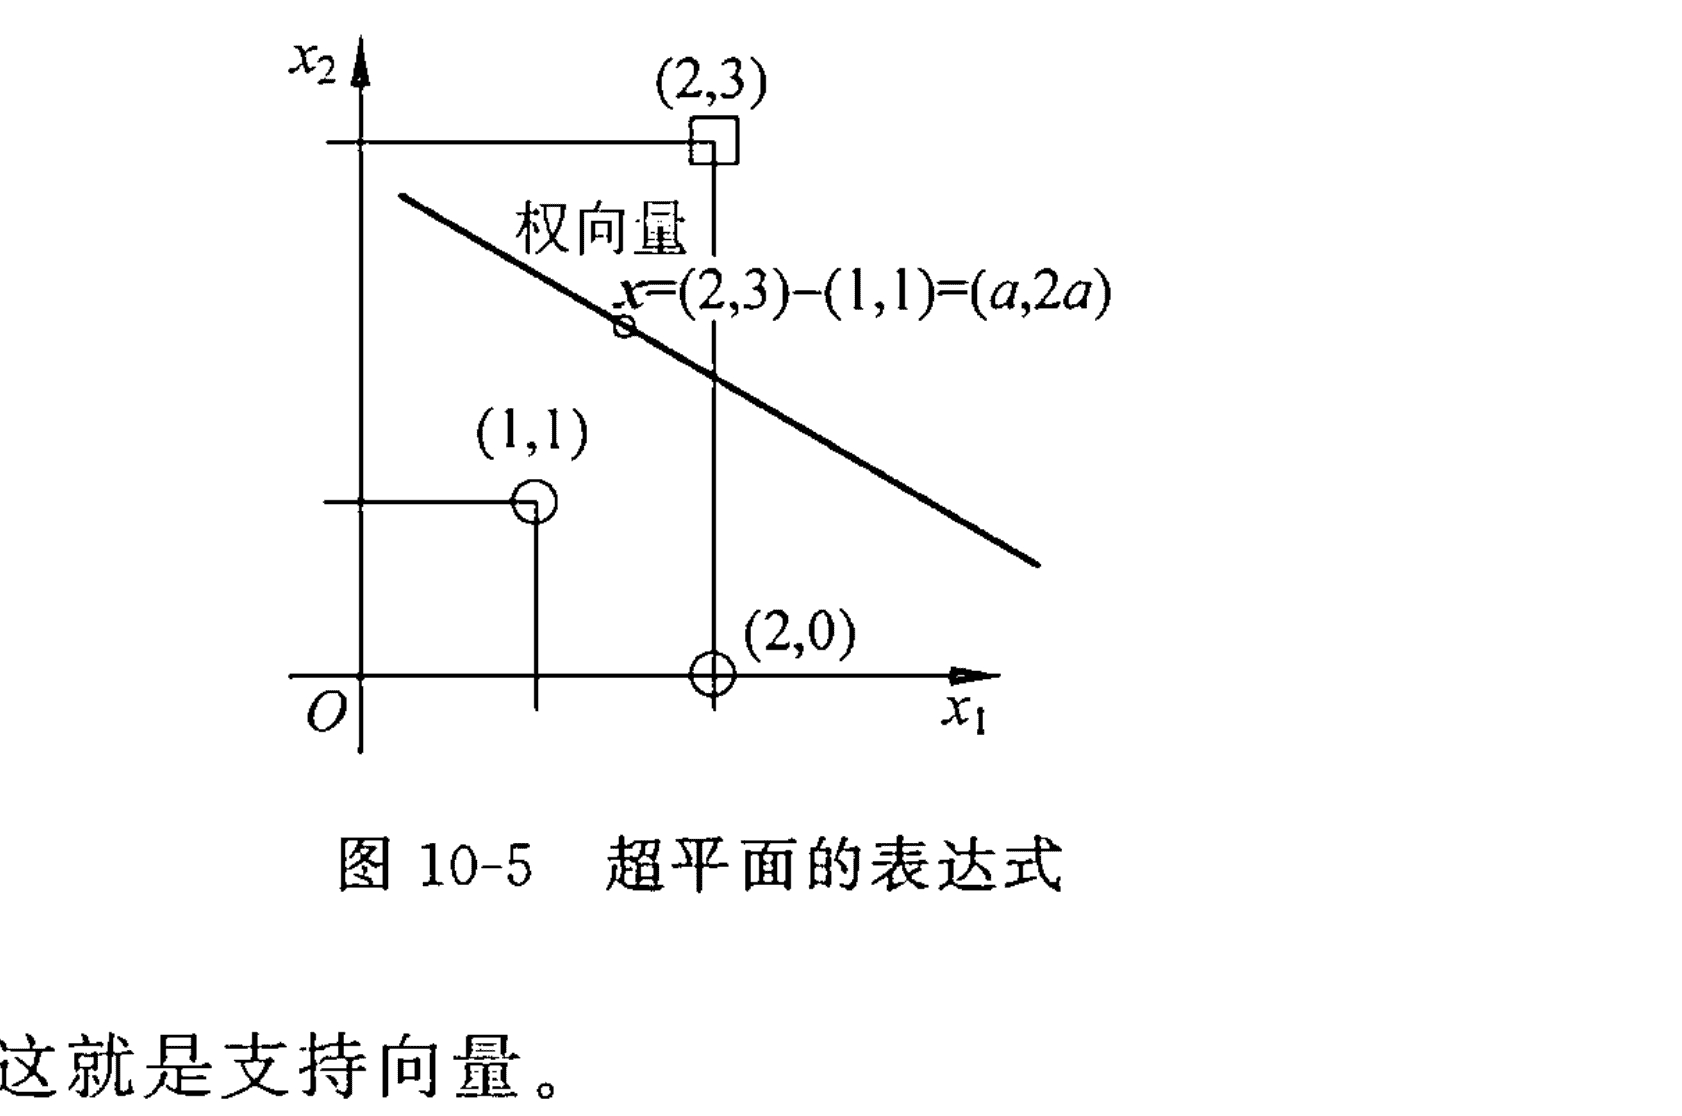 x₂
(2,3)
权向量
x=(2,3)-(1,1)=(a,2a)
(1,1)
(2,0)
O
x₁
图 10-5 超平面的表达式
这就是支持向量。